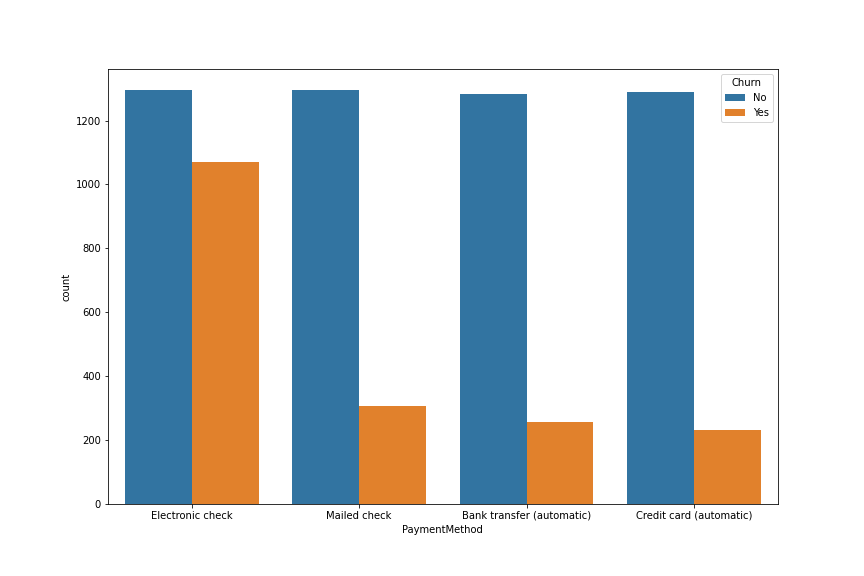 Churn
No
Yes
1200
1000
800
600
400
200
0
count
Electronic check
Mailed check
Bank transfer (automatic)
Credit card (automatic)
PaymentMethod